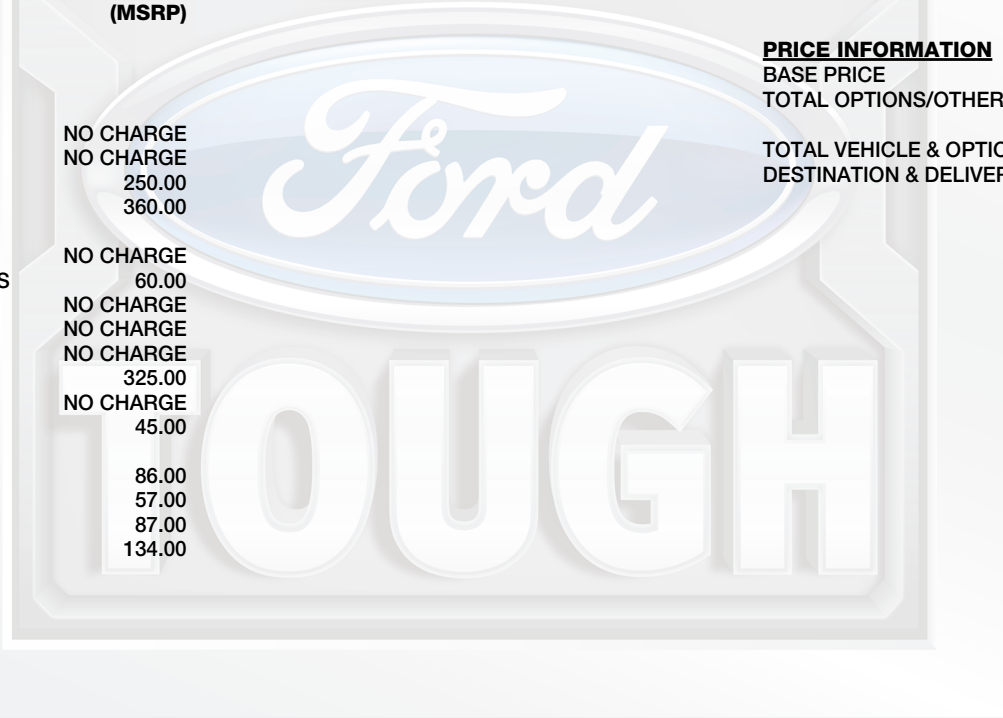 (MSRP)
NO CHARGE
NO CHARGE
250.00
360.00
NO CHARGE
S 60.00
NO CHARGE
NO CHARGE
NO CHARGE
325.00
NO CHARGE
45.00
86.00
57.00
87.00
134.00
PRICE INFORMATION
BASE PRICE
TOTAL OPTIONS/OTHER
TOTAL VEHICLE & OPTIO
DESTINATION & DELIVER
Ford
TOUGH